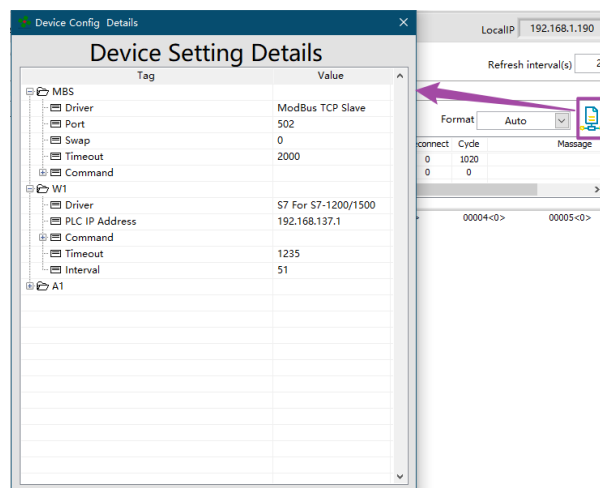 Device Config Details
Device Setting Details
Tag Value
MBS
Driver ModBus TCP Slave
Port 502
Swap 0
Timeout 2000
Command
W1
Driver S7 For S7-1200/1500
PLC IP Address 192.168.137.1
Command
Timeout 1235
Interval 51
A1
LocalIP 192.168.1.190
Refresh interval(s) 2
Format Auto
connect Cycle Massage
0 1020
0 0
00004<0> 00005<0>